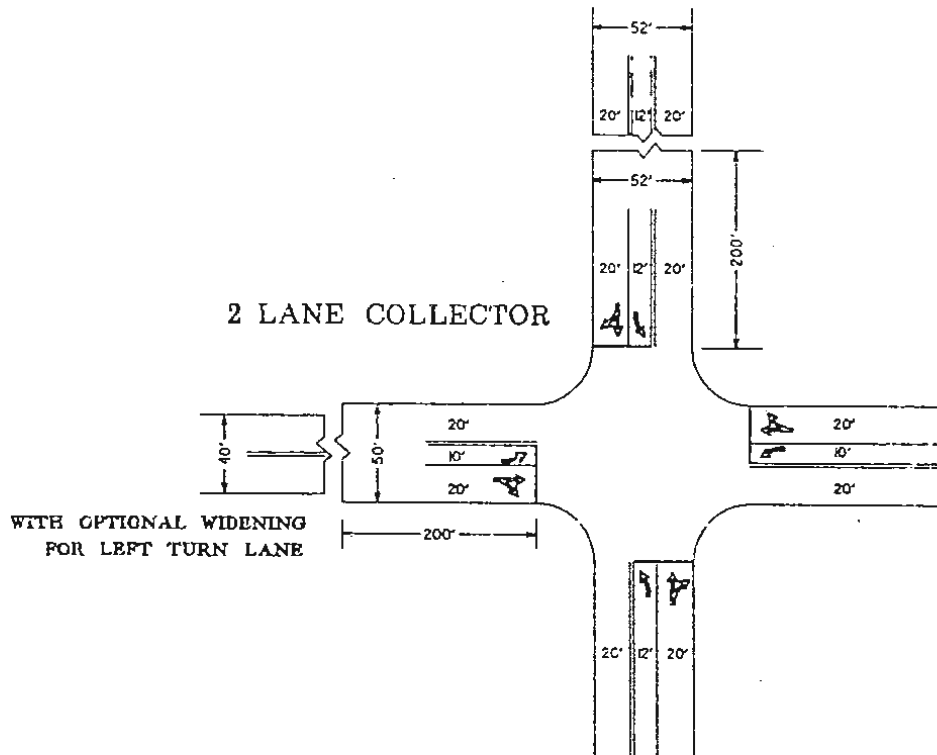 52'
20' 12' 20'
52'
20' 12' 20'
200'
2 LANE COLLECTOR
40'
50'
20'
10'
20'
200'
WITH OPTIONAL WIDENING
FOR LEFT TURN LANE
20'
10'
20'
20' 12' 20'